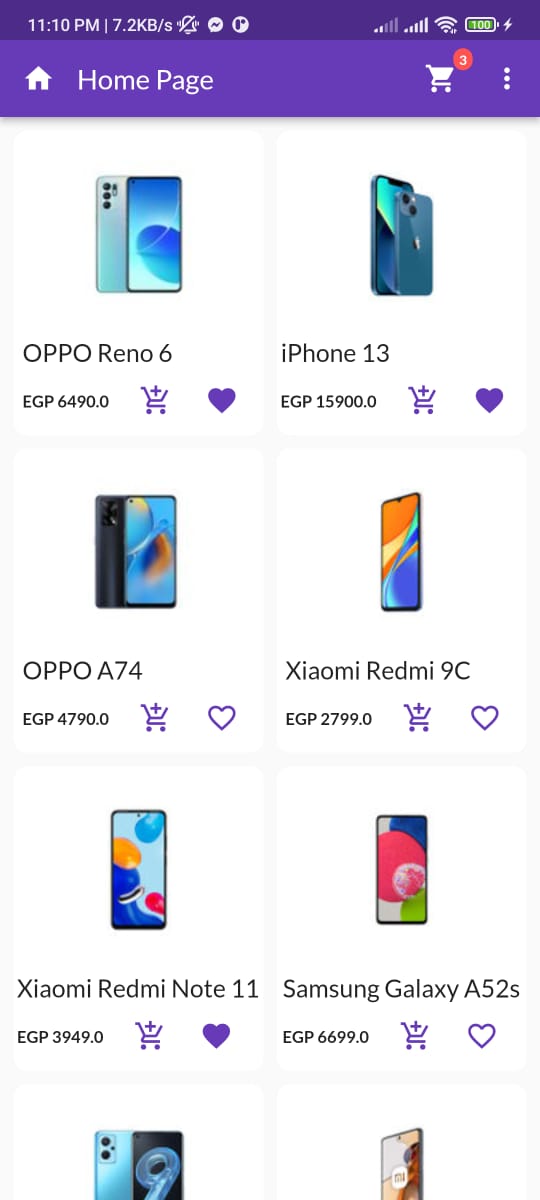 11:10 PM | 7.2KB/s
100
Home Page
3
OPPO Reno 6
EGP 6490.0
iPhone 13
EGP 15900.0
OPPO A74
EGP 4790.0
Xiaomi Redmi 9C
EGP 2799.0
Xiaomi Redmi Note 11
EGP 3949.0
Samsung Galaxy A52s
EGP 6699.0
9
mi